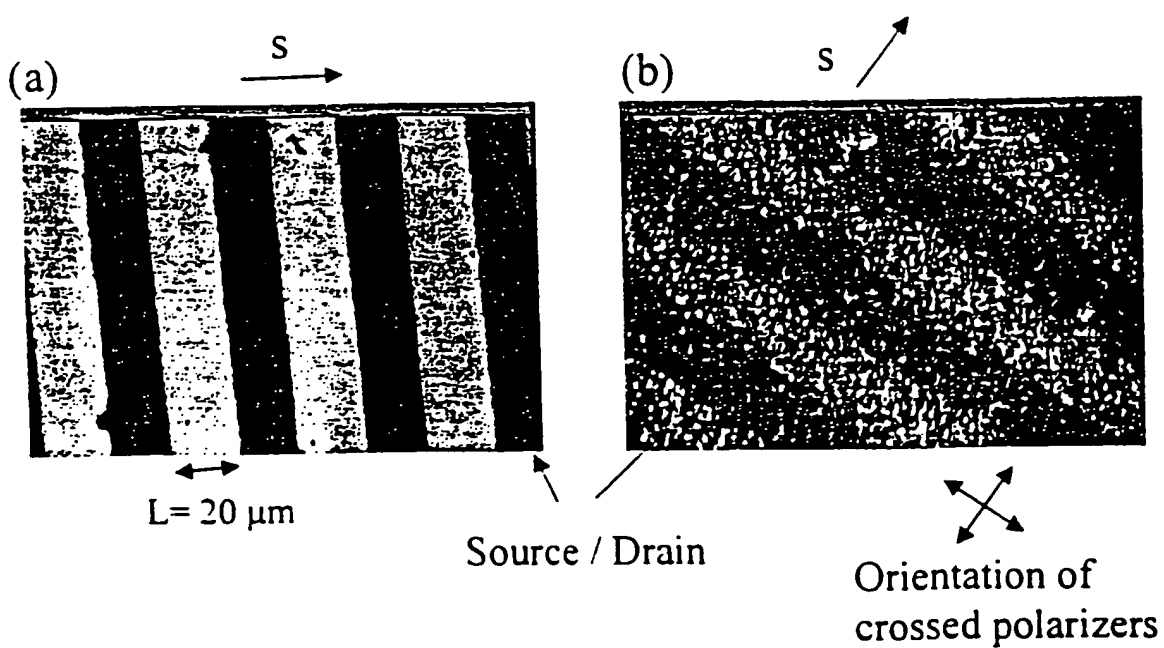 (a)
S
(b)
S
L= 20 μm
Source / Drain
Orientation of
crossed polarizers